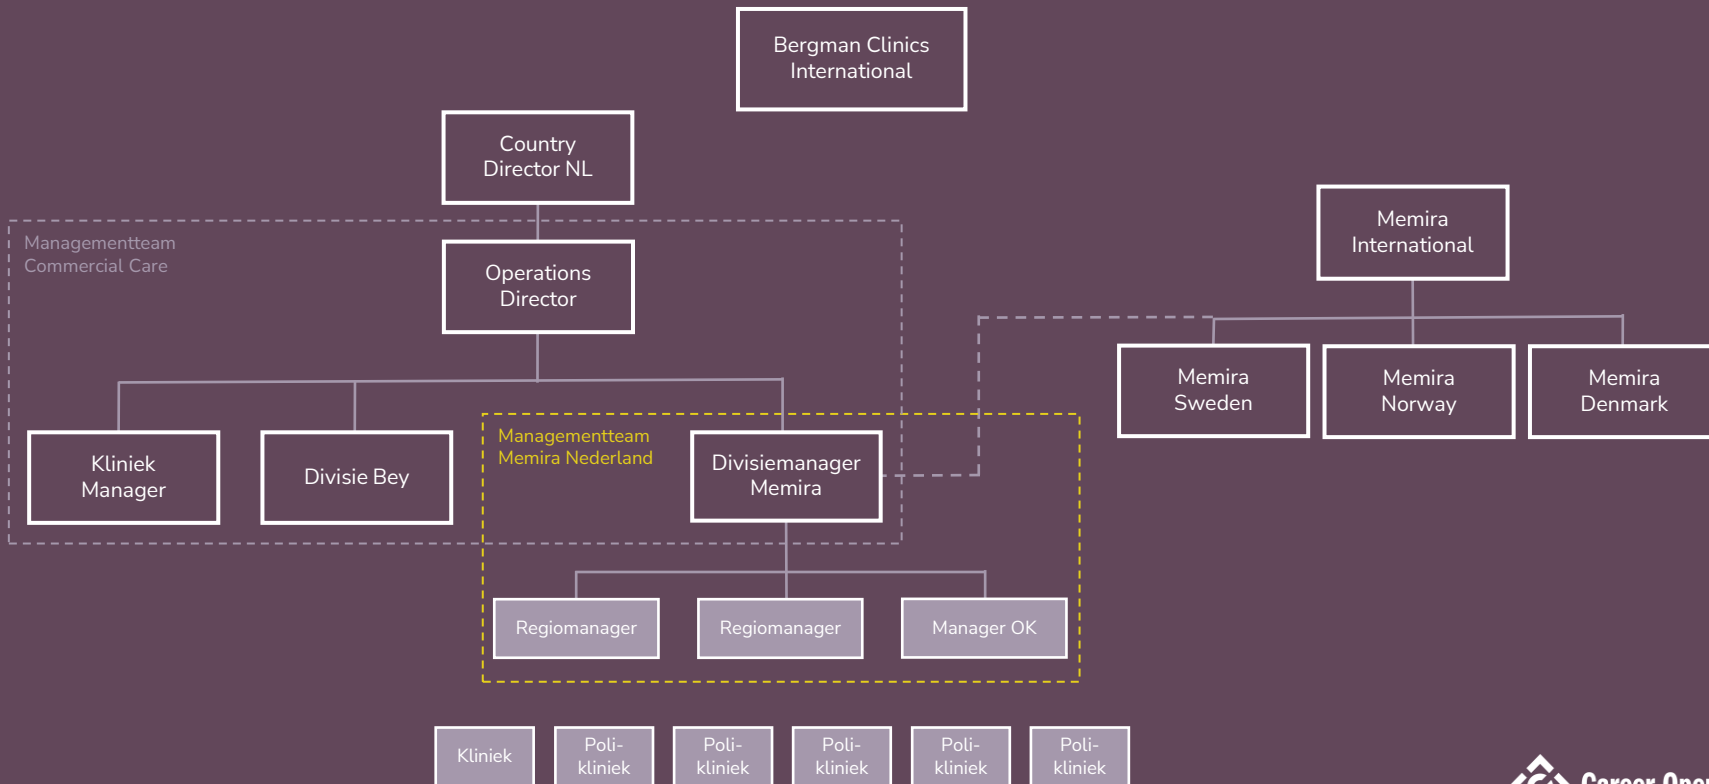 Bergman Clinics
International
Country
Director NL
Managementteam
Commercial Care
Operations
Director
Memira
International
Memira
Sweden
Memira
Norway
Memira
Denmark
Kliniek
Manager
Divisie Bey
Managementteam
Memira Nederland
Divisiemanager
Memira
Regiomanager
Regiomanager
Manager OK
Kliniek
Poli-
kliniek
Poli-
kliniek
Poli-
kliniek
Poli-
kliniek
Poli-
kliniek
Career